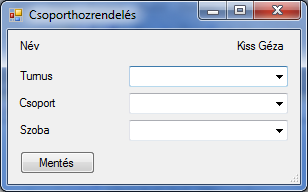 Csoporthozrendelés
Név Kiss Géza
Turnus
Csoport
Szoba
Mentés